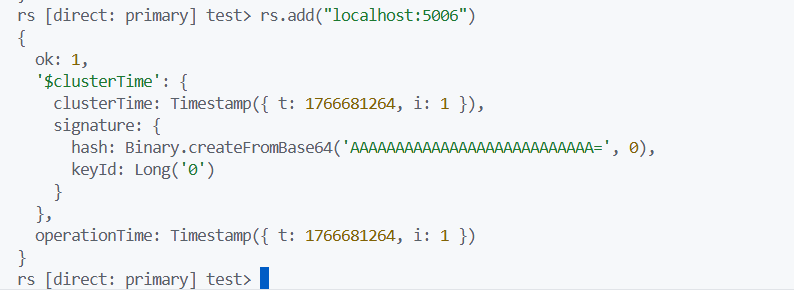 rs [direct: primary] test> rs.add("localhost:5006")
{
  ok: 1,
  '$clusterTime': {
    clusterTime: Timestamp({ t: 1766681264, i: 1 }),
    signature: {
      hash: Binary.createFromBase64('AAAAAAAAAAAAAAAAAAAAAAAAAAA=', 0),
      keyId: Long('0')
    }
  },
  operationTime: Timestamp({ t: 1766681264, i: 1 })
}
rs [direct: primary] test>